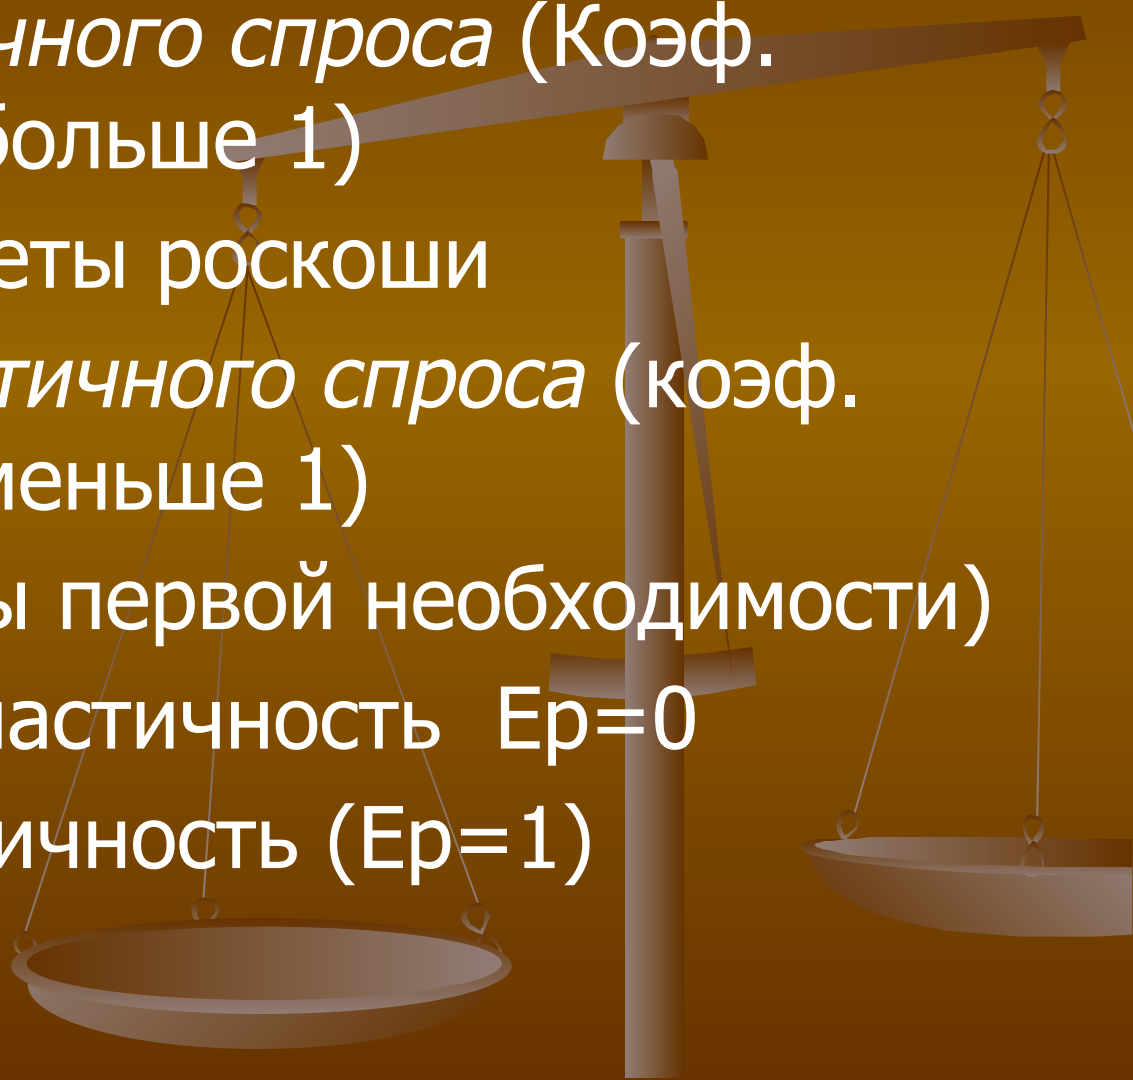 чного спроса (Коэф.
больше 1)
еты роскоши
тичного спроса (коэф.
меньше 1)
ы первой необходимости)
ластичность Ер=0
ичность (Ер=1)